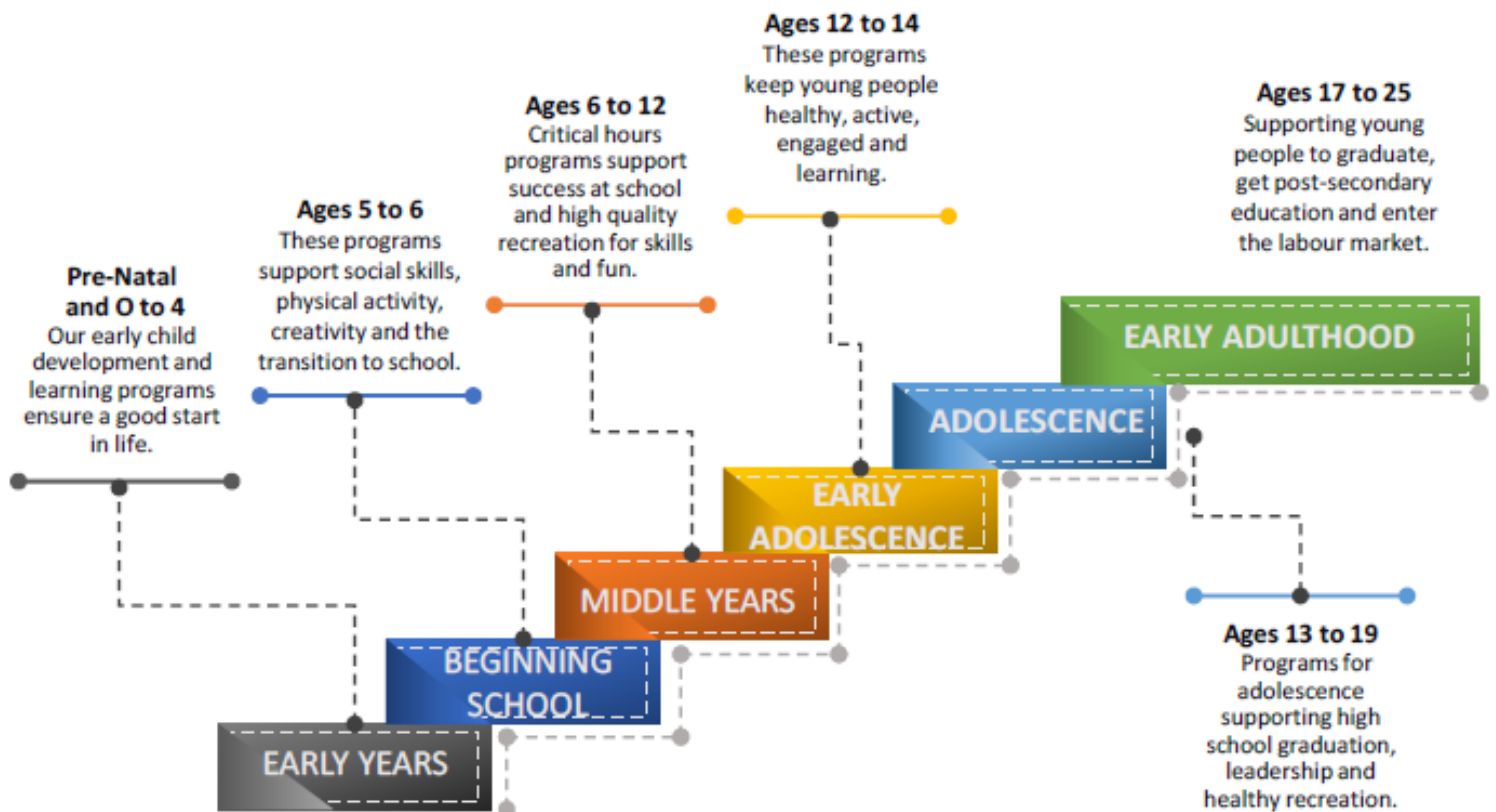 Pre-Natal
and O to 4
Our early child
development and
learning programs
ensure a good start
in life.
Ages 5 to 6
These programs
support social skills,
physical activity,
creativity and the
transition to school.
Ages 6 to 12
Critical hours
programs support
success at school
and high quality
recreation for skills
and fun.
Ages 12 to 14
These programs
keep young people
healthy, active,
engaged and
learning.
Ages 17 to 25
Supporting young
people to graduate,
get post-secondary
education and enter
the labour market.
EARLY ADULTHOOD
ADOLESCENCE
EARLY
ADOLESCENCE
MIDDLE YEARS
BEGINNING
SCHOOL
EARLY YEARS
Ages 13 to 19
Programs for
adolescence
supporting high
school graduation,
leadership and
healthy recreation.